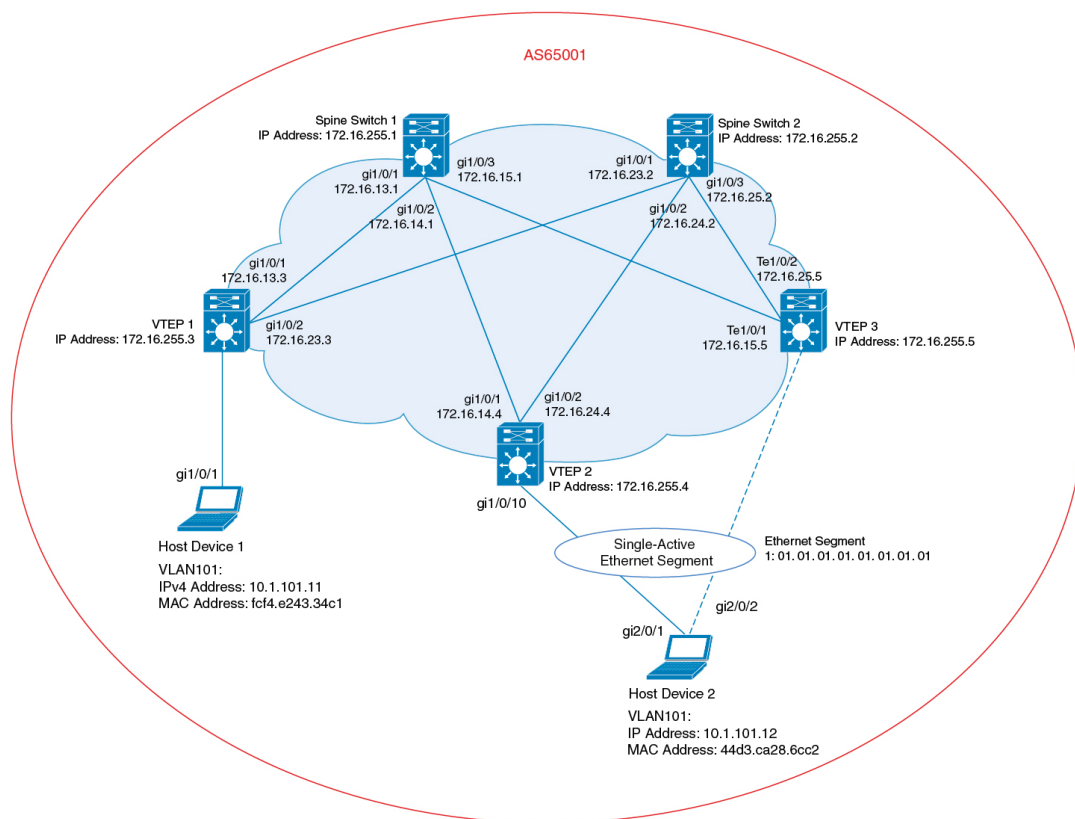 AS65001
Spine Switch 1
IP Address: 172.16.255.1
Spine Switch 2
IP Address: 172.16.255.2
gi1/0/3
172.16.15.1
gi1/0/1
172.16.13.1
gi1/0/2
172.16.14.1
gi1/0/1
172.16.23.2
gi1/0/3
172.16.25.2
gi1/0/2
172.16.24.2
gi1/0/1
172.16.13.3
Te1/0/2
172.16.25.5
VTEP 1
IP Address: 172.16.255.3
gi1/0/2
172.16.23.3
Te1/0/1
172.16.15.5
VTEP 3
IP Address: 172.16.255.5
gi1/0/1
172.16.14.4
gi1/0/2
172.16.24.4
VTEP 2
IP Address: 172.16.255.4
gi1/0/1
gi1/0/10
Host Device 1
VLAN101:
IPv4 Address: 10.1.101.11
MAC Address: fcf4.e243.34c1
Single-Active
Ethernet Segment
Ethernet Segment
1: 01. 01. 01. 01. 01. 01. 01. 01. 01
gi2/0/2
gi2/0/1
Host Device 2
VLAN101:
IP Address: 10.1.101.12
MAC Address: 44d3.ca28.6cc2